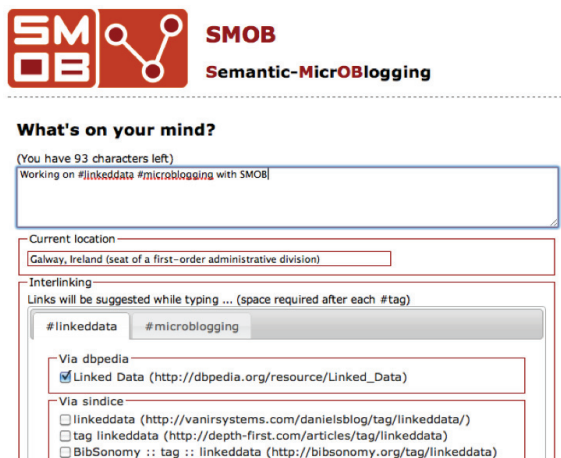 SM
OB
SMOB
Semantic-MicrOBlogging
What's on your mind?
(You have 93 characters left)
Working on #linkeddata #microblogging with SMOB
Current location
Galway, Ireland (seat of a first-order administrative division)
Interlinking
Links will be suggested while typing ... (space required after each #tag)
#linkeddata #microblogging
Via dbpedia
Linked Data (http://dbpedia.org/resource/Linked_Data)
Via sindice
linkeddata (http://vanirsystems.com/danielsblog/tag/linkeddata/)
tag linkeddata (http://depth-first.com/articles/tag/linkeddata)
BibSonomy :: tag :: linkeddata (http://bibsonomy.org/tag/linkeddata)